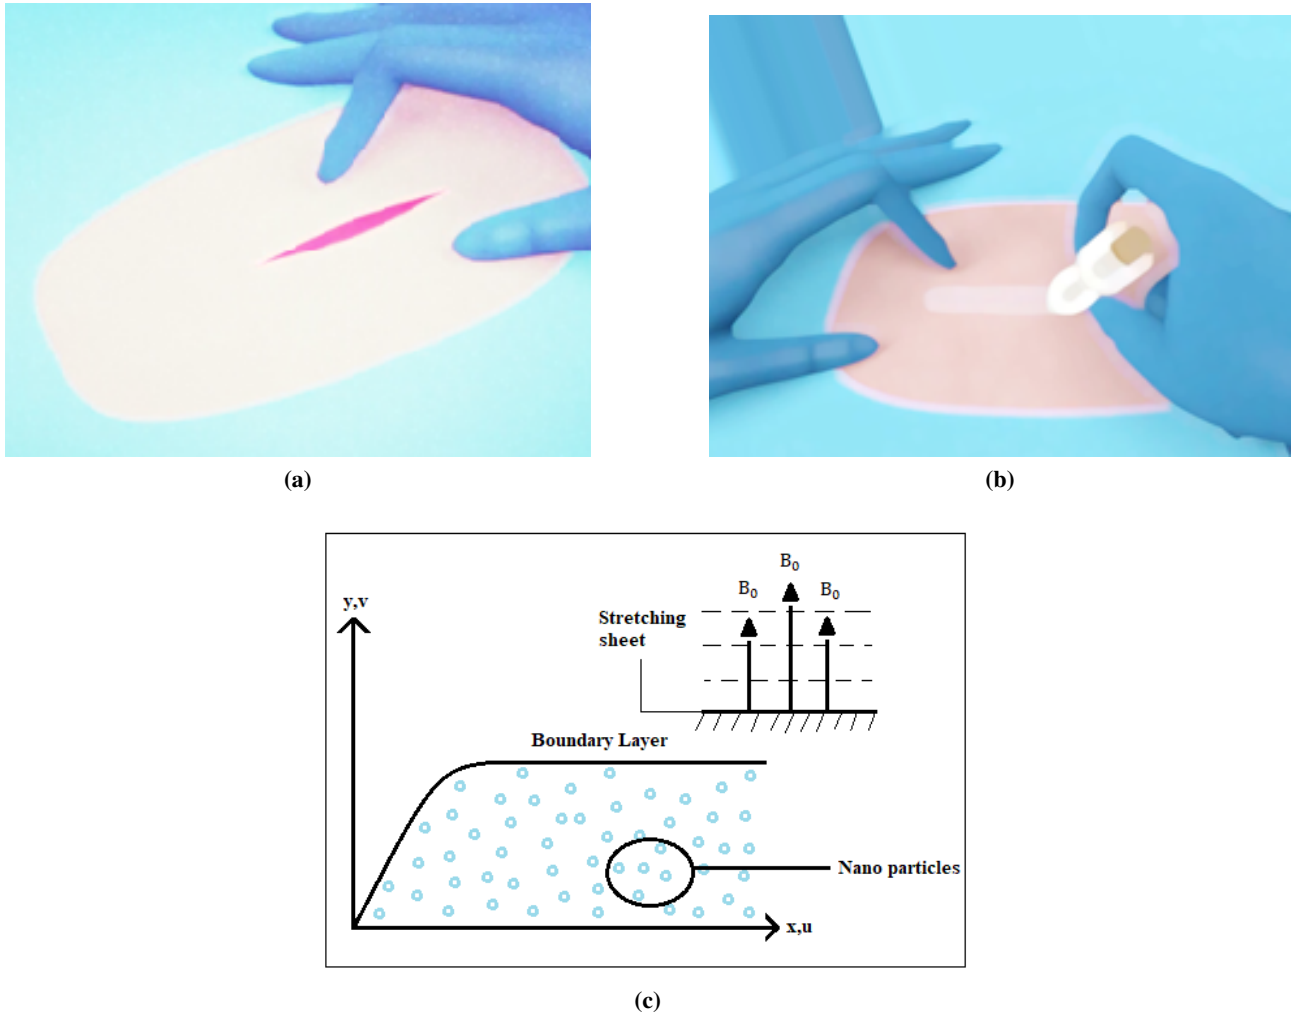 (a)
(b)
B₀
B₀
B₀
Stretching
sheet
y,v
Boundary Layer
Nano particles
x,u
(c)